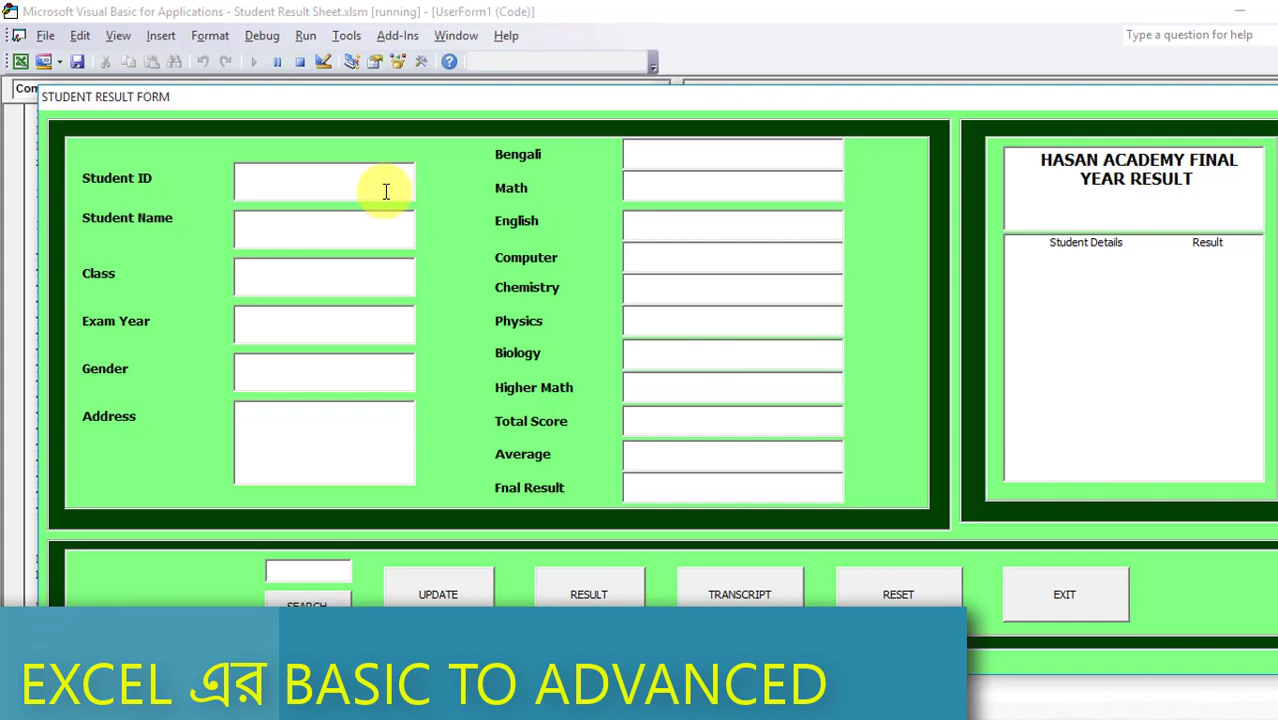 Microsoft Visual Basic for Applications - Student Result Sheet.xlsm [running] - [UserForm1 (Code)]
File Edit View Insert Format Debug Run Tools Add-Ins Window Help
Type a question for help
STUDENT RESULT FORM
Student ID
Student Name
Class
Exam Year
Gender
Address
Bengali
Math
English
Computer
Chemistry
Physics
Biology
Higher Math
Total Score
Average
Fnal Result
HASAN ACADEMY FINAL
YEAR RESULT
Student Details Result
SEARCH
UPDATE
RESULT
TRANSCRIPT
RESET
EXIT
EXCEL এর BASIC TO ADVANCED